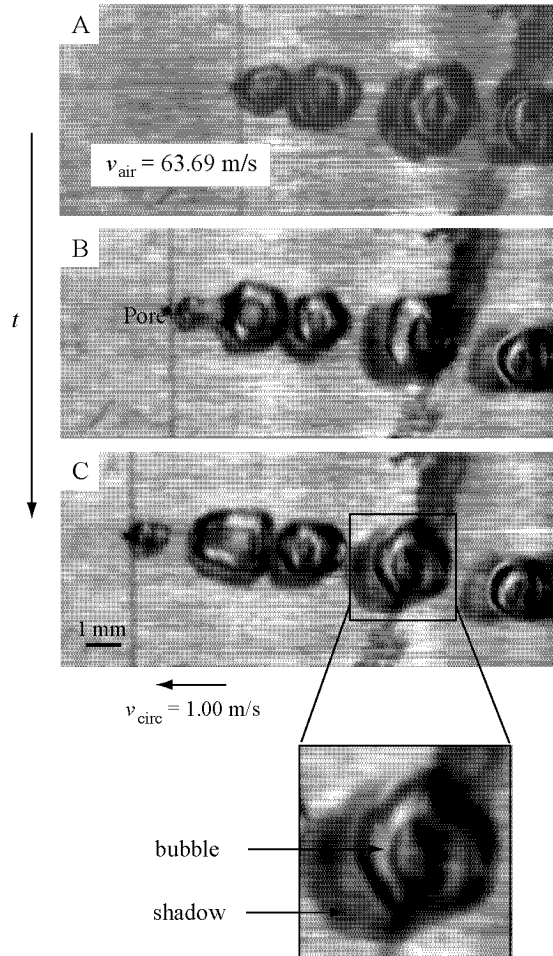 A
v_air = 63.69 m/s
B
Pore
t
C
1 mm
v_circ = 1.00 m/s
bubble
shadow